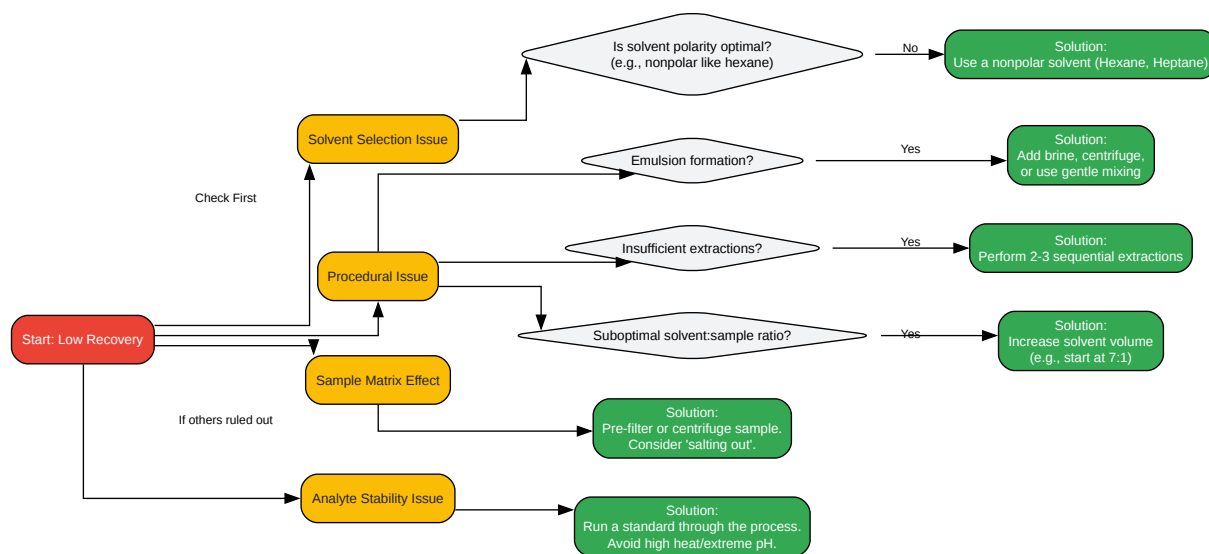 Is solvent polarity optimal?
(e.g., nonpolar like hexane)
No
Solution:
Use a nonpolar solvent (Hexane, Heptane)
Solvent Selection Issue
Check First
Emulsion formation?
Yes
Solution:
Add brine, centrifuge,
or use gentle mixing
Procedural Issue
Insufficient extractions?
Yes
Solution:
Perform 2-3 sequential extractions
Start: Low Recovery
Suboptimal solvent:sample ratio?
Yes
Solution:
Increase solvent volume
(e.g., start at 7:1)
Sample Matrix Effect
If others ruled out
Solution:
Pre-filter or centrifuge sample.
Consider 'salting out'.
Analyte Stability Issue
Solution:
Run a standard through the process.
Avoid high heat/extreme pH.